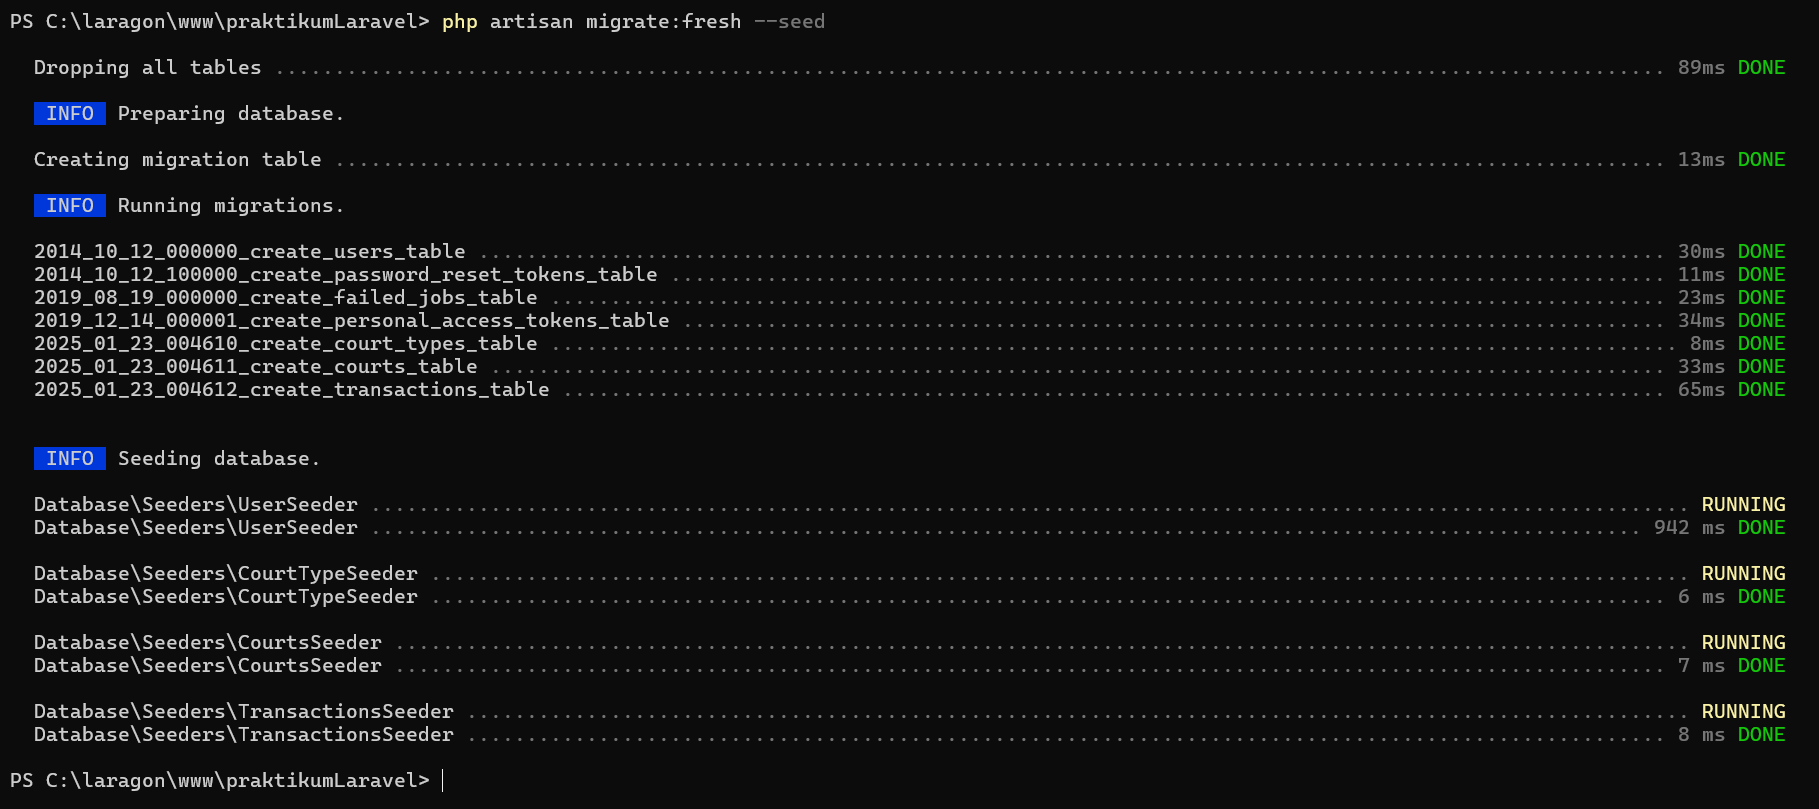 PS C:\laragon\www\praktikumLaravel> php artisan migrate:fresh --seed
Dropping all tables ........................................ 89ms DONE
INFO Preparing database.
Creating migration table ........................................ 13ms DONE
INFO Running migrations.
2014_10_12_000000_create_users_table ........................................ 30ms DONE
2014_10_12_100000_create_password_reset_tokens_table ........................................ 11ms DONE
2019_08_19_000000_create_failed_jobs_table ........................................ 23ms DONE
2019_12_14_000001_create_personal_access_tokens_table ........................................ 34ms DONE
2025_01_23_004610_create_court_types_table ........................................ 8ms DONE
2025_01_23_004611_create_courts_table ........................................ 33ms DONE
2025_01_23_004612_create_transactions_table ........................................ 65ms DONE
INFO Seeding database.
Database\Seeders\UserSeeder ........................................ RUNNING
Database\Seeders\UserSeeder ........................................ 942 ms DONE
Database\Seeders\CourtTypeSeeder ........................................ RUNNING
Database\Seeders\CourtTypeSeeder ........................................ 6 ms DONE
Database\Seeders\CourtsSeeder ........................................ RUNNING
Database\Seeders\CourtsSeeder ........................................ 7 ms DONE
Database\Seeders\TransactionsSeeder ........................................ RUNNING
Database\Seeders\TransactionsSeeder ........................................ 8 ms DONE
PS C:\laragon\www\praktikumLaravel>